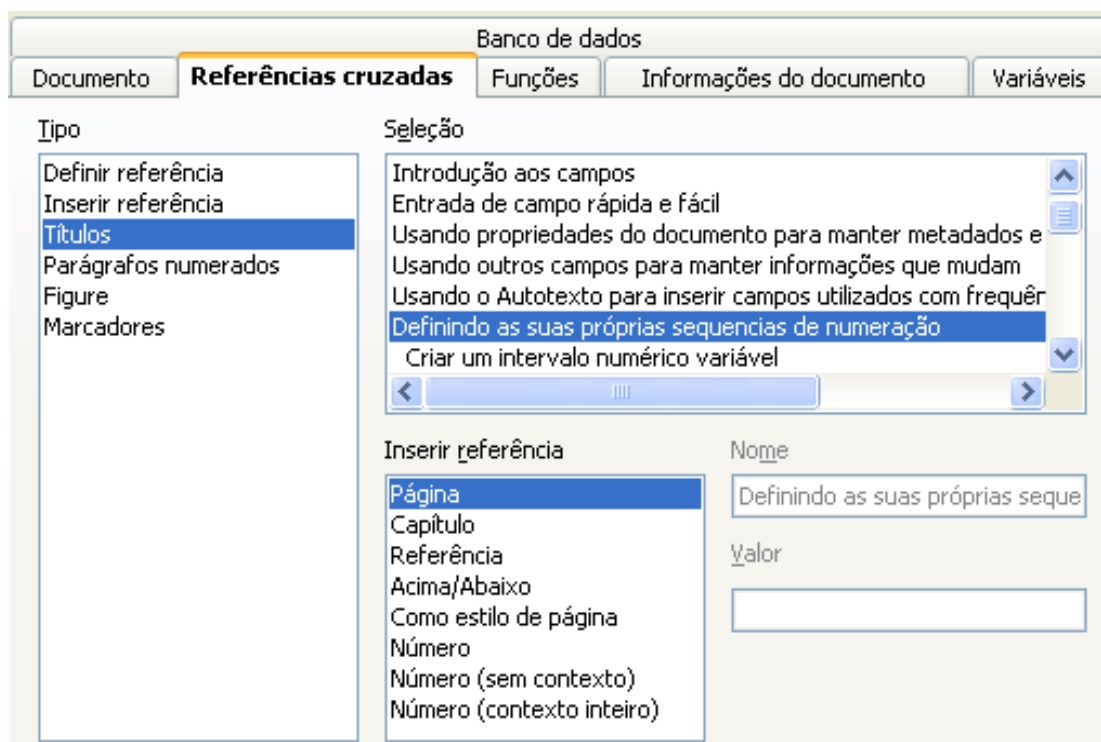 Banco de dados
Documento Referências cruzadas Funções Informações do documento Variáveis
Tipo
Definir referência
Inserir referência
Títulos
Parágrafos numerados
Figure
Marcadores
Seleção
Introdução aos campos
Entrada de campo rápida e fácil
Usando propriedades do documento para manter metadados e
Usando outros campos para manter informações que mudam
Usando o Autotexto para inserir campos utilizados com frequên
Definindo as suas próprias sequencias de numeração
Criar um intervalo numérico variável
Inserir referência
Página
Capítulo
Referência
Acima/Abaixo
Como estilo de página
Número
Número (sem contexto)
Número (contexto inteiro)
Nome
Definindo as suas próprias seque
Valor